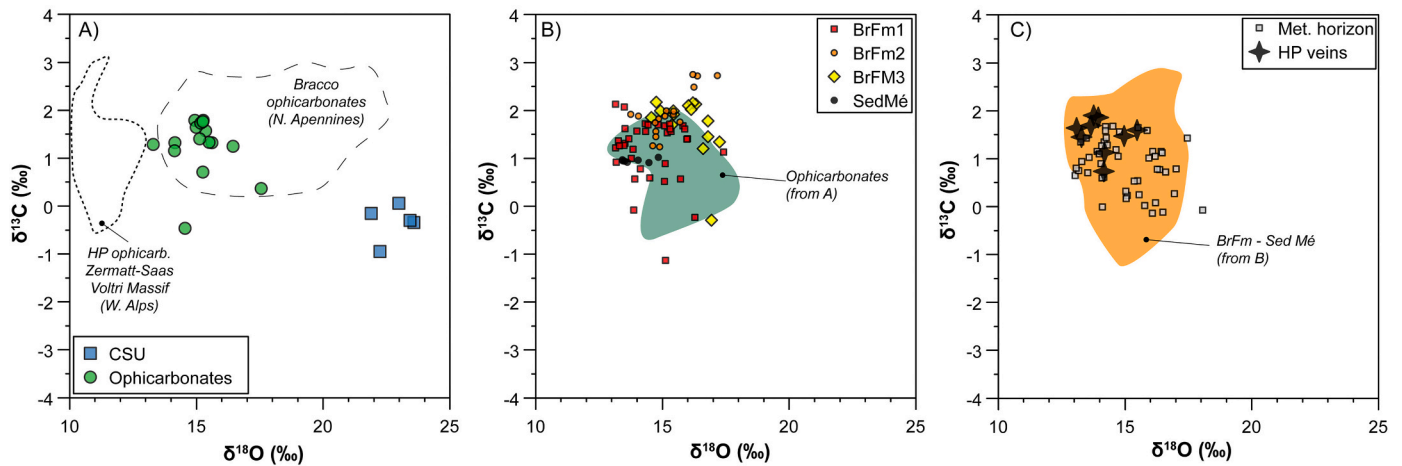 A)
4
3
2
1
0
-1
-2
-3
-4
δ¹³C (‰)
Bracco
ophicarbonates
(N. Apennines)
HP ophicarb.
Zermatt-Saas
Voltri Massif
(W. Alps)
CSU
Ophicarbonates
10 15 20 25
δ¹⁸O (‰)
B)
4
3
2
1
0
-1
-2
-3
-4
δ¹³C (‰)
BrFm1
BrFm2
BrFM3
SedMé
Ophicarbonates
(from A)
10 15 20 25
δ¹⁸O (‰)
C)
4
3
2
1
0
-1
-2
-3
-4
δ¹³C (‰)
Met. horizon
HP veins
BrFm - Sed Mé
(from B)
10 15 20 25
δ¹⁸O (‰)